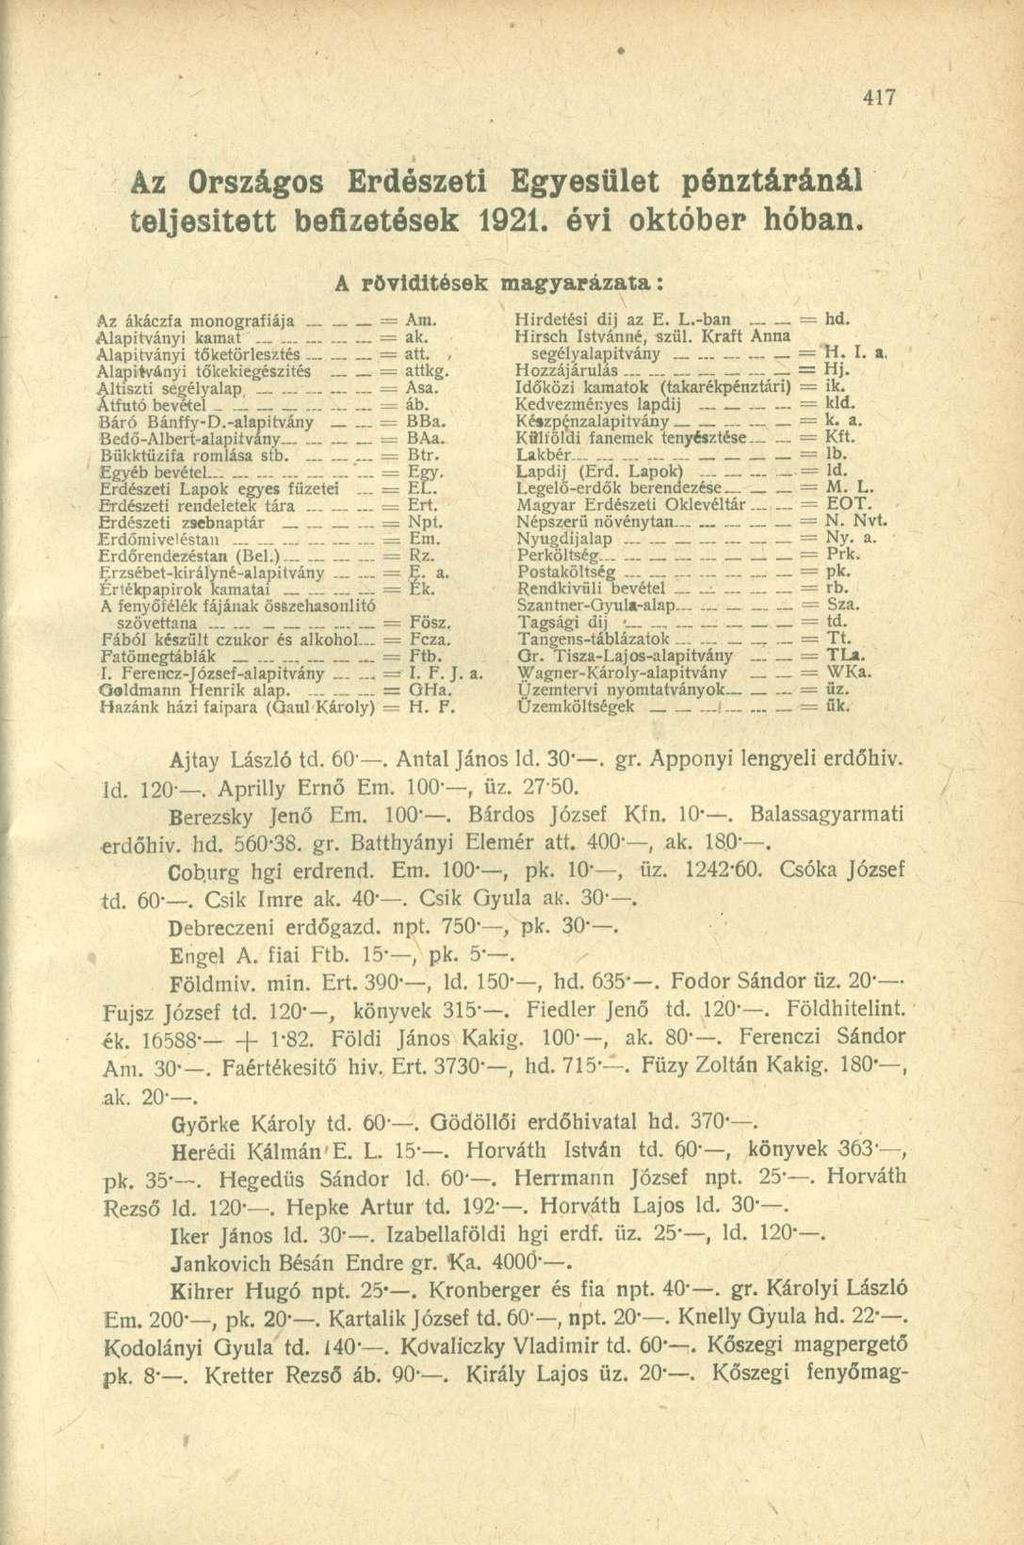 417
Az Országos Erdészeti Egyesület pénztáránál
teljesitett befizetések 1921. évi október hóban.
A röviditések magyarázata:
Az ákáczfa monografiája — — — = Am.
Alapitványi kamat — — — — — = ak.
Alapitványi tőketörlesztés — — — — = att.
Alapitványi tőkekiegészités — — = attkg.
Altiszti segélyalap — — — — — = Asa.
Átfutó bevétel — — — — — — = áb.
Báró Bánffy-D.-alapitvány — — — = BBa.
Bedő-Albert-alapitvány — — — — = BAa.
Bükktüzifa romlása stb. — — — — = Btr.
Egyéb bevétel — — — — — — = Egy.
Erdészeti Lapok egyes füzetei — = EL.
Erdészeti rendeletek tára — — — = Ert.
Erdészeti zsebnaptár — — — — = Npt.
Erdőmiveléstan — — — — — — = Em.
Erdőrendezéstan (Bel.) — — — — = Rz.
Erzsébet-királyné-alapitvány — — — = E. a.
Értékpapirok kamatai — — — — = Ék.
A fenyőfélék fájának összehasonlitó
szövettana — — — — — — = Fösz.
Fából készült czukor és alkohol — = Fcza.
Fatömegtáblák — — — — — — = Ftb.
I. Ferencz-József-alapitvány — — — = I. F. J. a.
Goldmann Henrik alap. — — — — = GHa.
Hazánk házi faipara (Gaul Károly) = H. F.
Hirdetési dij az E. L.-ban — — = hd.
Hirsch Istvánné, szül. Kraft Anna
segélyalapitvány — — — — — = H. I. a.
Hozzájárulás — — — — — — — = Hj.
Időközi kamatok (takarékpénztári) = ik.
Kedvezményes lapdij — — — — = kld.
Készpénzalapitvány — — — — — = k. a.
Külföldi fanemek tenyésztése — — = Kft.
Lakbér — — — — — — — — = lb.
Lapdij (Erd. Lapok) — — — — = ld.
Legelő-erdők berendezése — — — = M. L.
Magyar Erdészeti Oklevéltár — — = EOT.
Népszerü növénytan — — — — — = N. Nvt.
Nyugdijalap — — — — — — — = Ny. a.
Perköltség — — — — — — — = Prk.
Postaköltség — — — — — — — = pk.
Rendkivüli bevétel — — — — — = rb.
Szantner-Gyula-alap — — — — — = Sza.
Tagsági dij — — — — — — — = td.
Tangens-táblázatok — — — — — = Tt.
Gr. Tisza-Lajos-alapitvány — — = TLa.
Wagner-Károly-alapitvány — — = WKa.
Üzemtervi nyomtatványok — — — = üz.
Üzemköltségek — — — — — — = ük.
Ajtay László td. 60·—. Antal János ld. 30·—. gr. Apponyi lengyeli erdőhiv.
ld. 120·—. Aprilly Ernő Em. 100·—, üz. 27·50.
Berezsky Jenő Em. 100·—. Bárdos József Kfn. 10·—. Balassagyarmati
erdőhiv. hd. 560·38. gr. Batthyányi Elemér att. 400·—, ak. 180·—.
Coburg hgi erdrend. Em. 100·—, pk. 10·—, üz. 1242·60. Csóka József
td. 60·—. Csik Imre ak. 40·—. Csik Gyula ak. 30·—.
Debreczeni erdőgazd. npt. 750·—, pk. 30·—.
Engel A. fiai Ftb. 15·—, pk. 5·—.
Földmiv. min. Ert. 390·—, ld. 150·—, hd. 635·—. Fodor Sándor üz. 20·—.
Fujsz József td. 120·—, könyvek 315·—. Fiedler Jenő td. 120·—. Földhitelint.
ék. 16588·— + 1·82. Földi János Kakig. 100·—, ak. 80·—. Ferenczi Sándor
Am. 30·—. Faértékesitő hiv. Ert. 3730·—, hd. 715·—. Füzy Zoltán Kakig. 180·—,
ak. 20·—.
Györke Károly td. 60·—. Gödöllői erdőhivatal hd. 370·—.
Herédi Kálmán E. L. 15·—. Horváth István td. 60·—, könyvek 363·—,
pk. 35·—. Hegedüs Sándor ld. 60·—. Herrmann József npt. 25·—. Horváth
Rezső ld. 120·—. Hepke Artur td. 192·—. Horváth Lajos ld. 30·—.
Iker János ld. 30·—. Izabellaföldi hgi erdf. üz. 25·—, ld. 120·—.
Jankovich Bésán Endre gr. Ka. 4000·—.
Kihrer Hugó npt. 25·—. Kronberger és fia npt. 40·—. gr. Károlyi László
Em. 200·—, pk. 20·—. Kartalik József td. 60·—, npt. 20·—. Knelly Gyula hd. 22·—.
Kodolányi Gyula td. 140·—. Kovaliczky Vladimir td. 60·—. Kőszegi magpergető
pk. 8·—. Kretter Rezső áb. 90·—. Király Lajos üz. 20·—. Kőszegi fenyőmag-